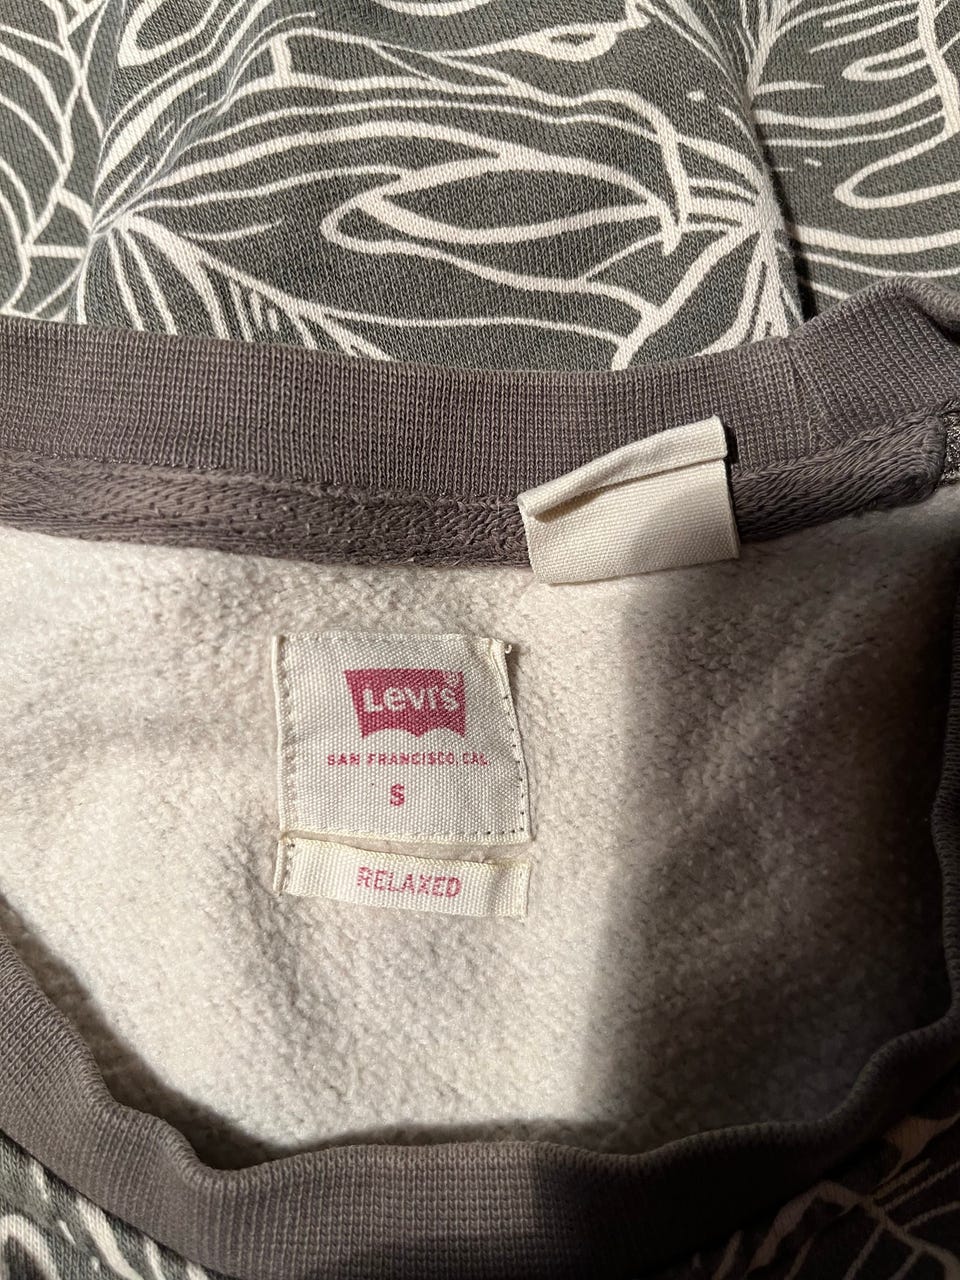 Levi's
SAN FRANCISCO, CAL
S
RELAXED